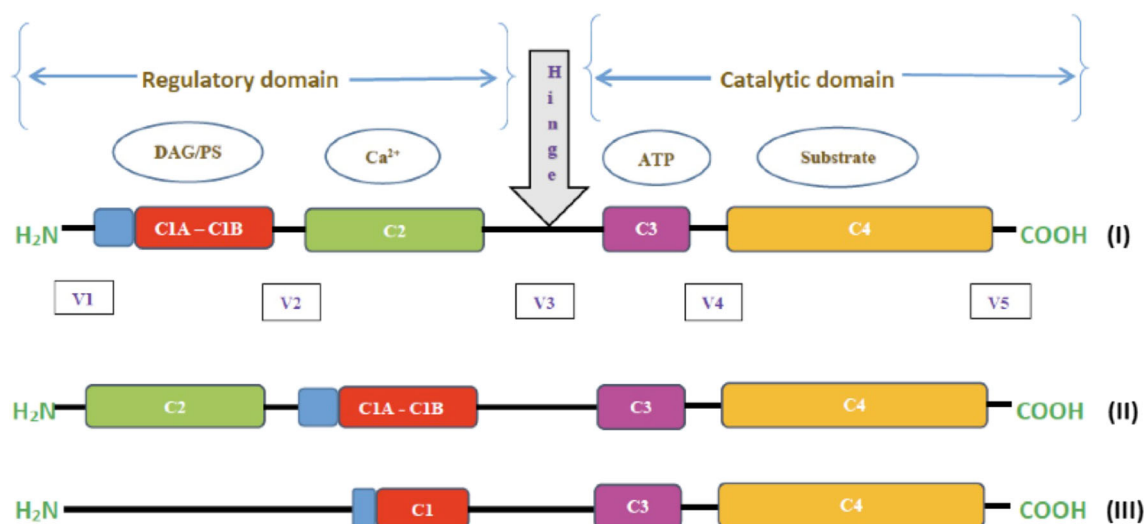 Regulatory domain
Hinge
Catalytic domain
DAG/PS
Ca²⁺
ATP
Substrate
H₂N
C1A – C1B
C2
C3
C4
COOH (I)
V1
V2
V3
V4
V5
H₂N
C2
C1A - C1B
C3
C4
COOH (II)
H₂N
C1
C3
C4
COOH (III)